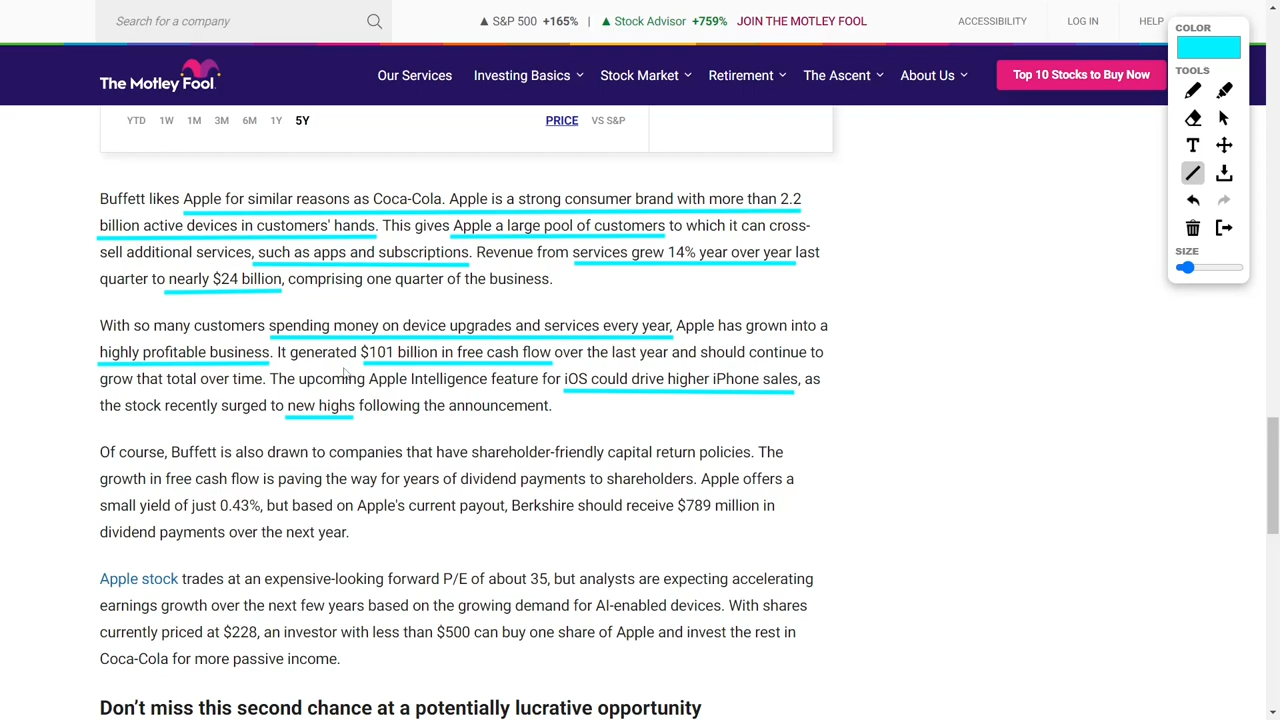 Search for a company
▲ S&P 500 +165% | ▲ Stock Advisor +759% JOIN THE MOTLEY FOOL
ACCESSIBILITY LOG IN HELP
The Motley Fool.
Our Services Investing Basics Stock Market Retirement The Ascent About Us Top 10 Stocks to Buy Now
COLOR
TOOLS
T
SIZE
YTD 1W 1M 3M 6M 1Y 5Y PRICE VS S&P
Buffett likes Apple for similar reasons as Coca-Cola. Apple is a strong consumer brand with more than 2.2
billion active devices in customers' hands. This gives Apple a large pool of customers to which it can cross-
sell additional services, such as apps and subscriptions. Revenue from services grew 14% year over year last
quarter to nearly $24 billion, comprising one quarter of the business.
With so many customers spending money on device upgrades and services every year, Apple has grown into a
highly profitable business. It generated $101 billion in free cash flow over the last year and should continue to
grow that total over time. The upcoming Apple Intelligence feature for iOS could drive higher iPhone sales, as
the stock recently surged to new highs following the announcement.
Of course, Buffett is also drawn to companies that have shareholder-friendly capital return policies. The
growth in free cash flow is paving the way for years of dividend payments to shareholders. Apple offers a
small yield of just 0.43%, but based on Apple's current payout, Berkshire should receive $789 million in
dividend payments over the next year.
Apple stock trades at an expensive-looking forward P/E of about 35, but analysts are expecting accelerating
earnings growth over the next few years based on the growing demand for AI-enabled devices. With shares
currently priced at $228, an investor with less than $500 can buy one share of Apple and invest the rest in
Coca-Cola for more passive income.
Don’t miss this second chance at a potentially lucrative opportunity